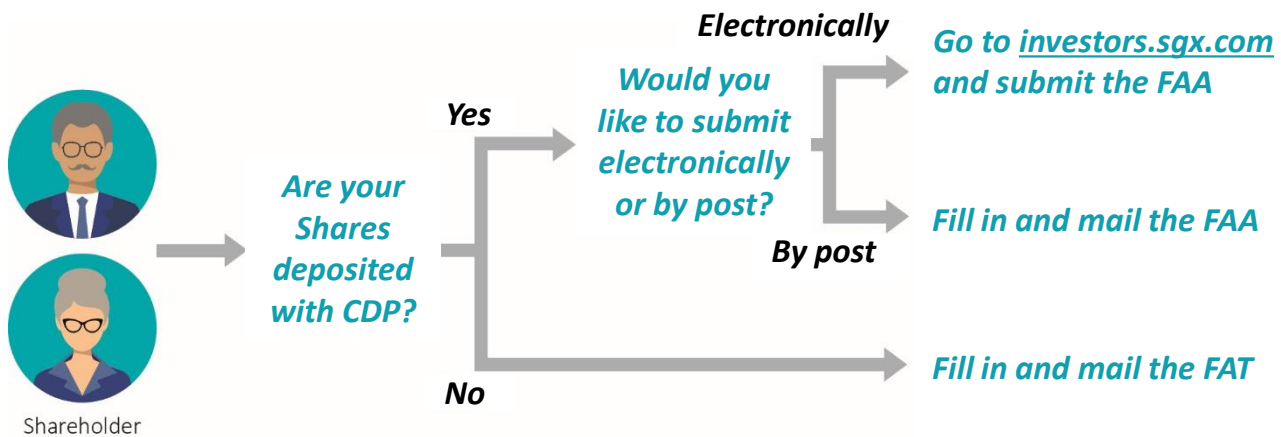 Shareholder
Are your
Shares
deposited
with CDP?
Yes
No
Would you
like to submit
electronically
or by post?
Electronically
By post
Go to investors.sgx.com
and submit the FAA
Fill in and mail the FAA
Fill in and mail the FAT